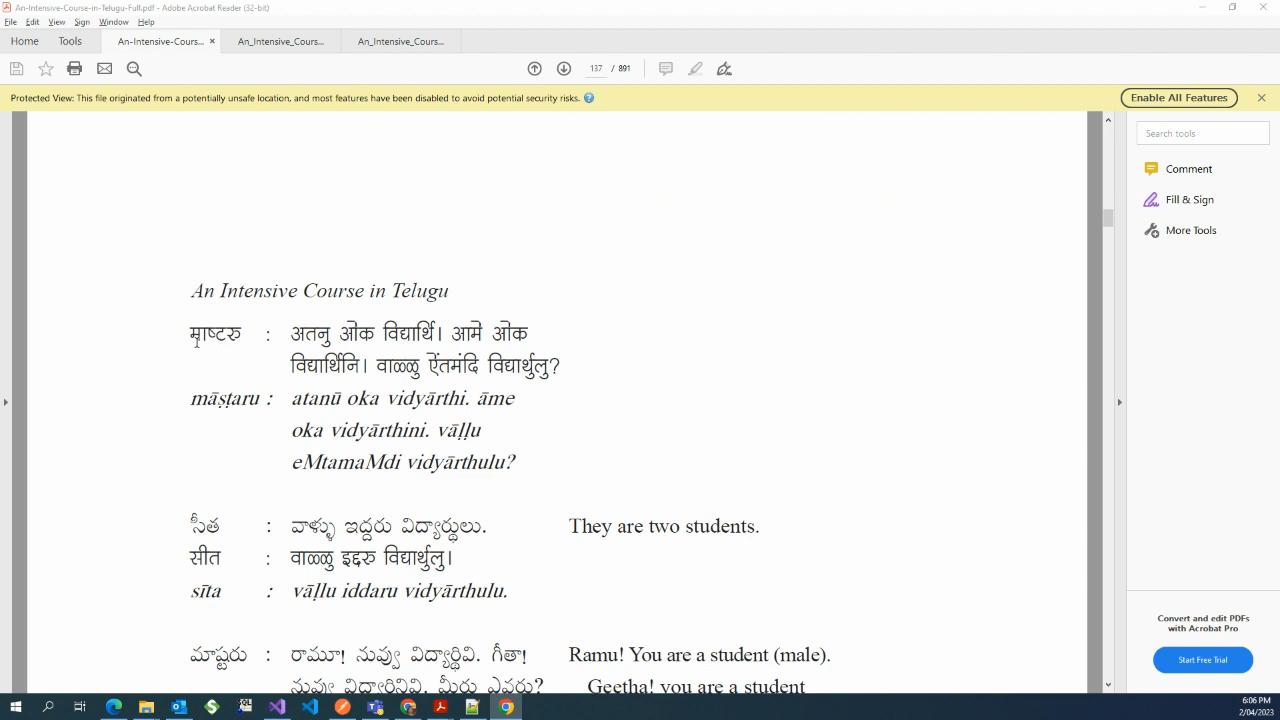 An-Intensive-Course-in-Telugu-Full.pdf - Adobe Acrobat Reader (32-bit)
File Edit View Sign Window Help
Home Tools An-Intensive-Cours... × An_Intensive_Cours... An_Intensive_Cours...
137 / 891
Protected View: This file originated from a potentially unsafe location, and most features have been disabled to avoid potential security risks. ? Enable All Features
Search tools
Comment
Fill & Sign
More Tools
An Intensive Course in Telugu
माष्टरु : अतनु ऒक विद्यार्थि। आमॆ ऒक
विद्यार्थिनि। वाळ्ळु ऎंतमंदि विद्यार्थुलु?
māṣṭaru : atanū oka vidyārthi. āme
oka vidyārthini. vāḷḷu
eMtamaMdi vidyārthulu?
సీత : వాళ్ళు ఇద్దరు విద్యార్థులు. They are two students.
सीत : वाळ्ळु इद्दरु विद्यार्थुलु।
sīta : vāḷlu iddaru vidyārthulu.
మాష్టరు : రామూ! నువ్వు విద్యార్థివి. గీతా! Ramu! You are a student (male).
నువ్వు విద్యార్థినివి. మీరు ఎవరు? Geetha! you are a student
Convert and edit PDFs
with Acrobat Pro
Start Free Trial
6:06 PM
2/04/2023